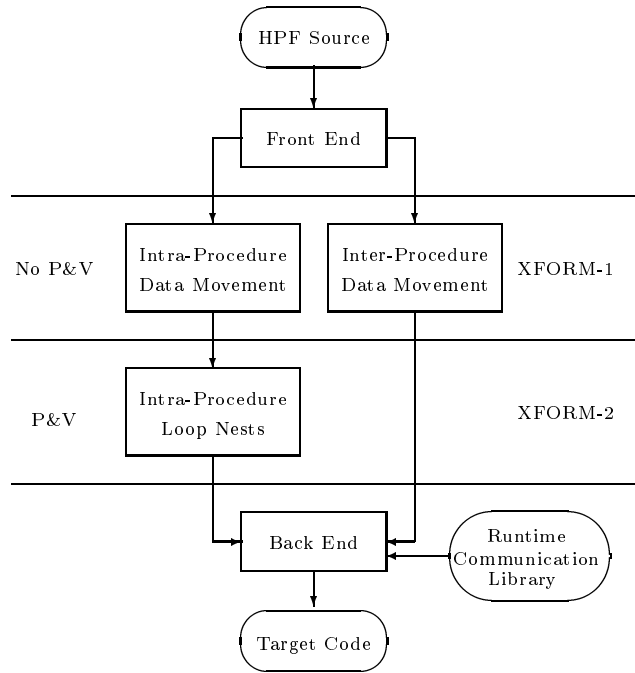 HPF Source
Front End
No P&V
Intra-Procedure
Data Movement
Inter-Procedure
Data Movement
XFORM-1
P&V
Intra-Procedure
Loop Nests
XFORM-2
Back End
Runtime
Communication
Library
Target Code